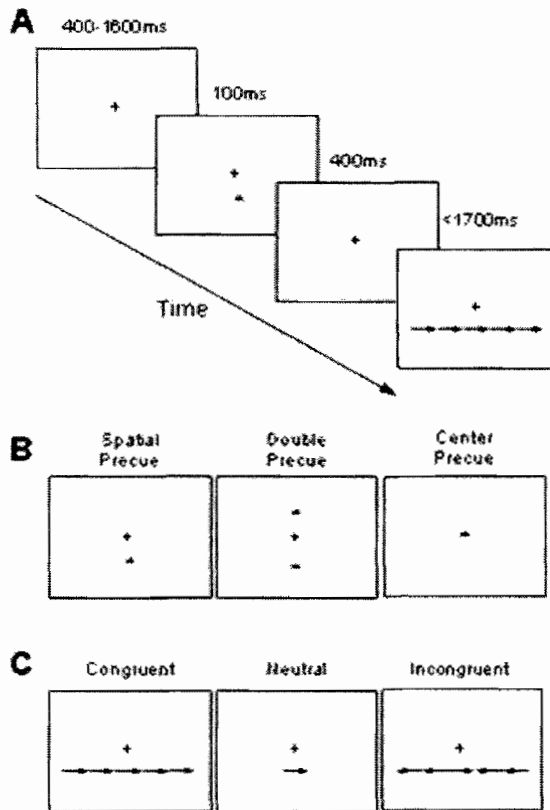 A
400-1600ms
100ms
400ms
<1700ms
Time
B
Spatial Precue
Double Precue
Center Precue
C
Congruent
Neutral
Incongruent